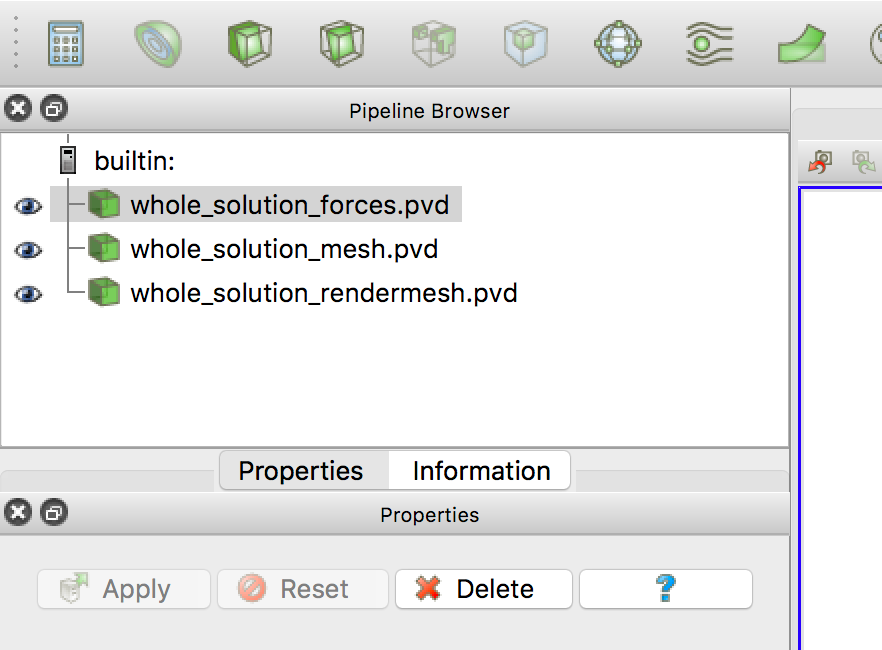 Pipeline Browser
builtin:
whole_solution_forces.pvd
whole_solution_mesh.pvd
whole_solution_rendermesh.pvd
Properties Information
Properties
Apply Reset Delete ?